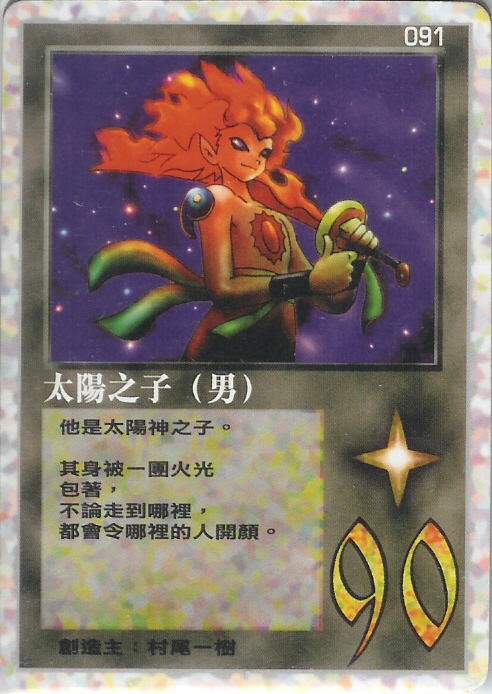 091
太陽之子（男）
他是太陽神之子。
其身被一團火光
包著，
不論走到哪裡，
都會令哪裡的人開顏。
90
創造主：村尾一樹